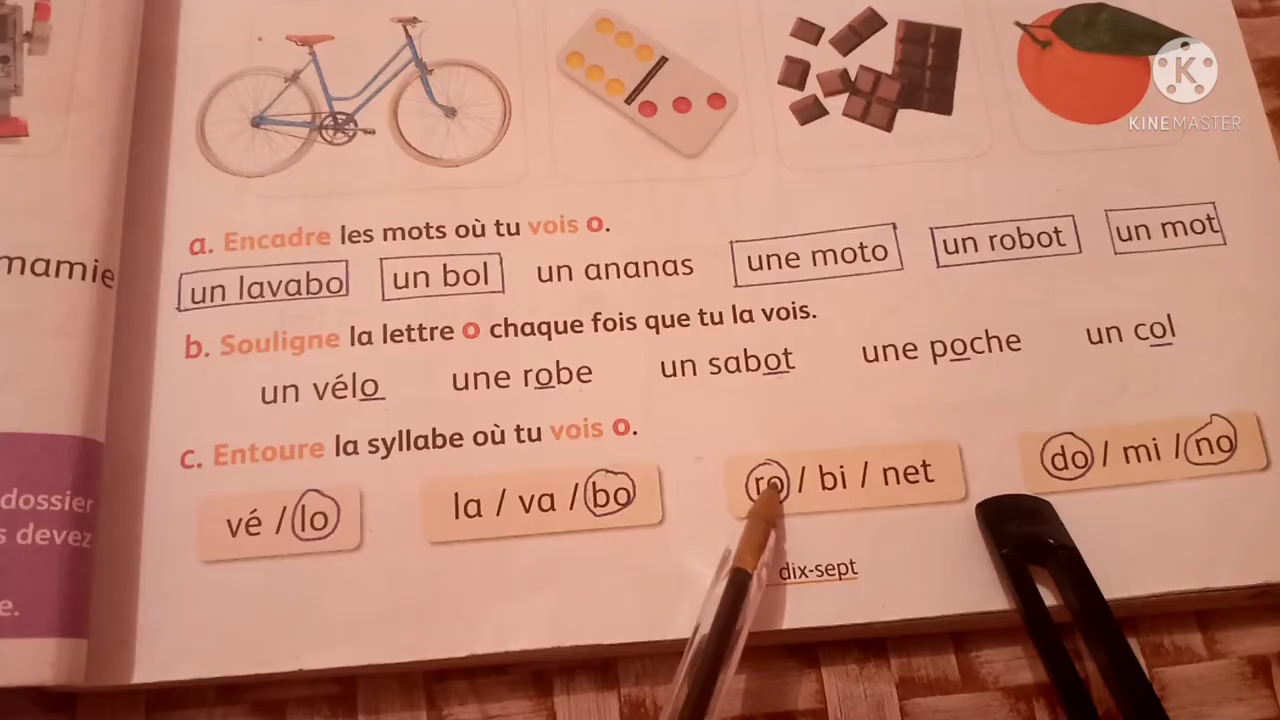 K
KINEMASTER
a. Encadre les mots où tu vois o.
un lavabo un bol un ananas une moto un robot un mot
b. Souligne la lettre o chaque fois que tu la vois.
un vélo une robe un sabot une poche un col
c. Entoure la syllabe où tu vois o.
vé / lo la / va / bo ro / bi / net do / mi / no
dix-sept
mamie
dossier
s devez
e.